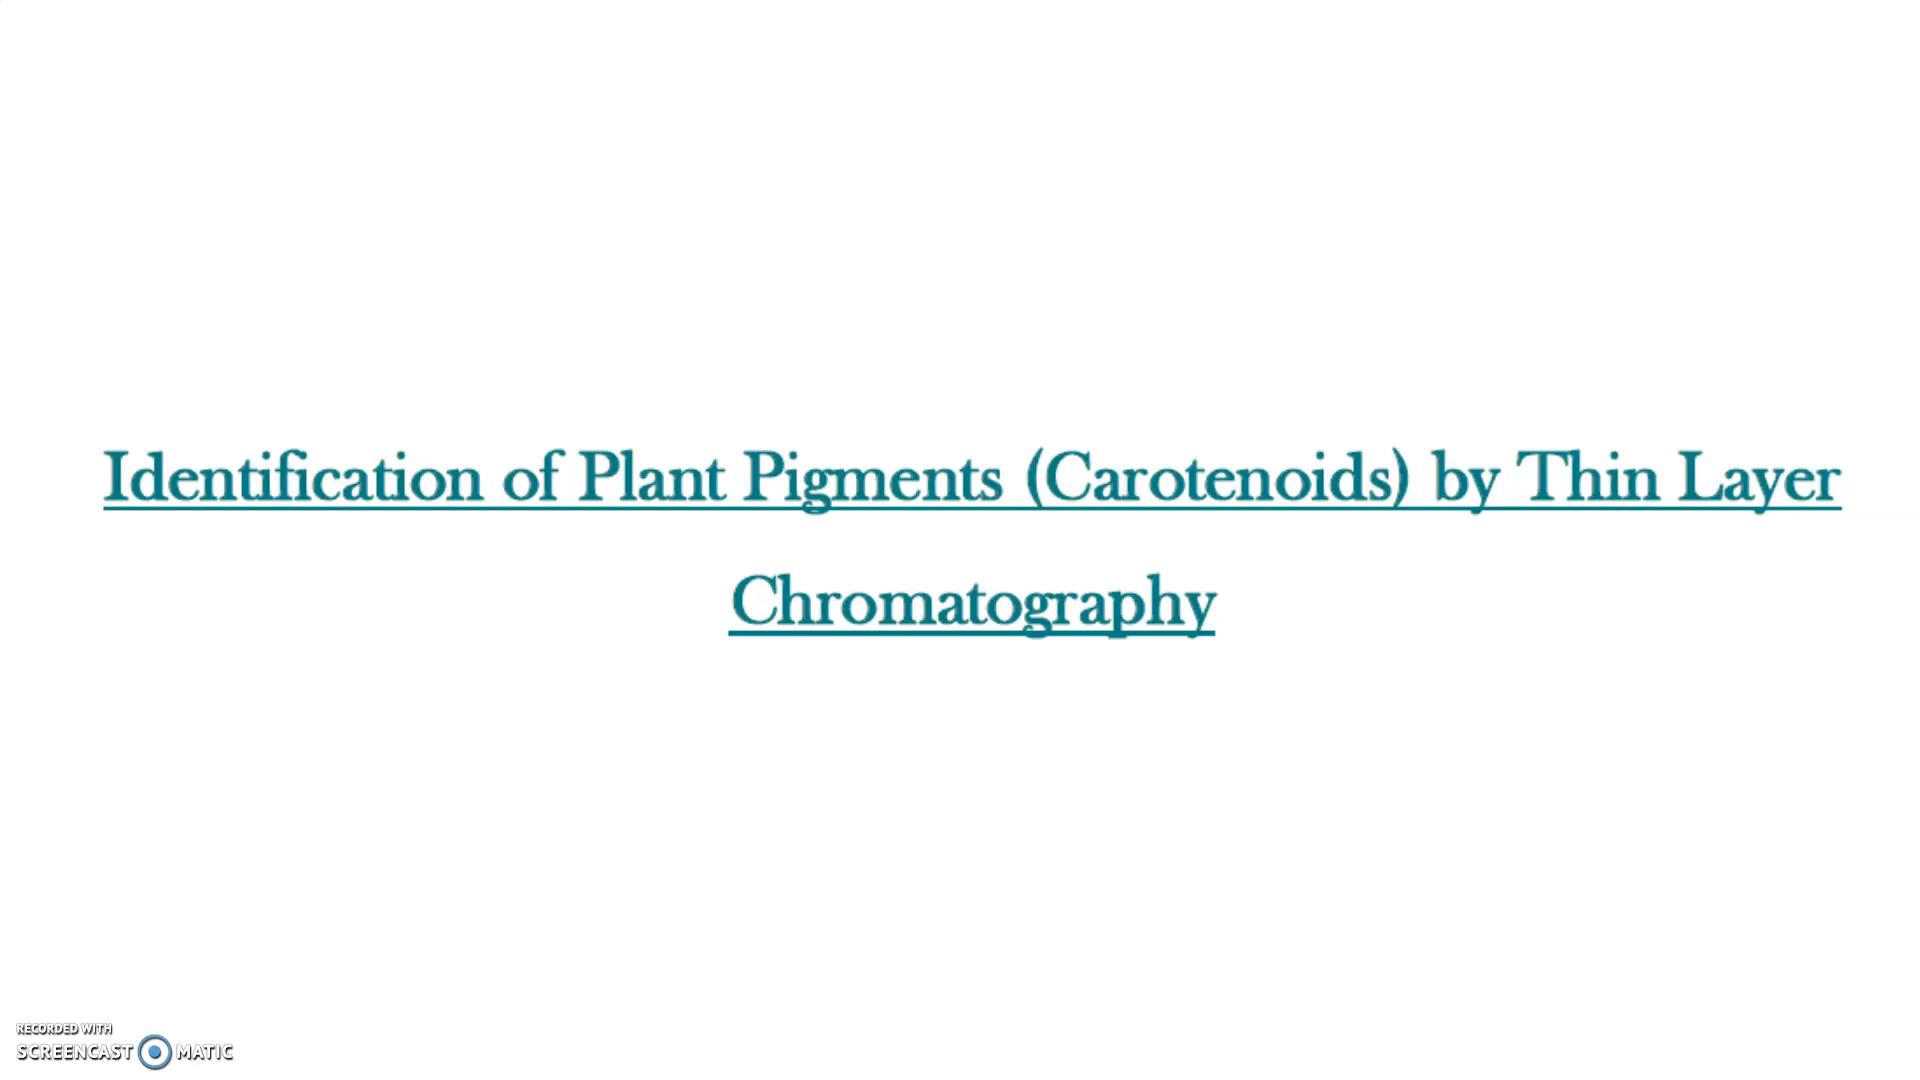 Identification of Plant Pigments (Carotenoids) by Thin Layer
Chromatography
RECORDED WITH
SCREENCAST MATIC